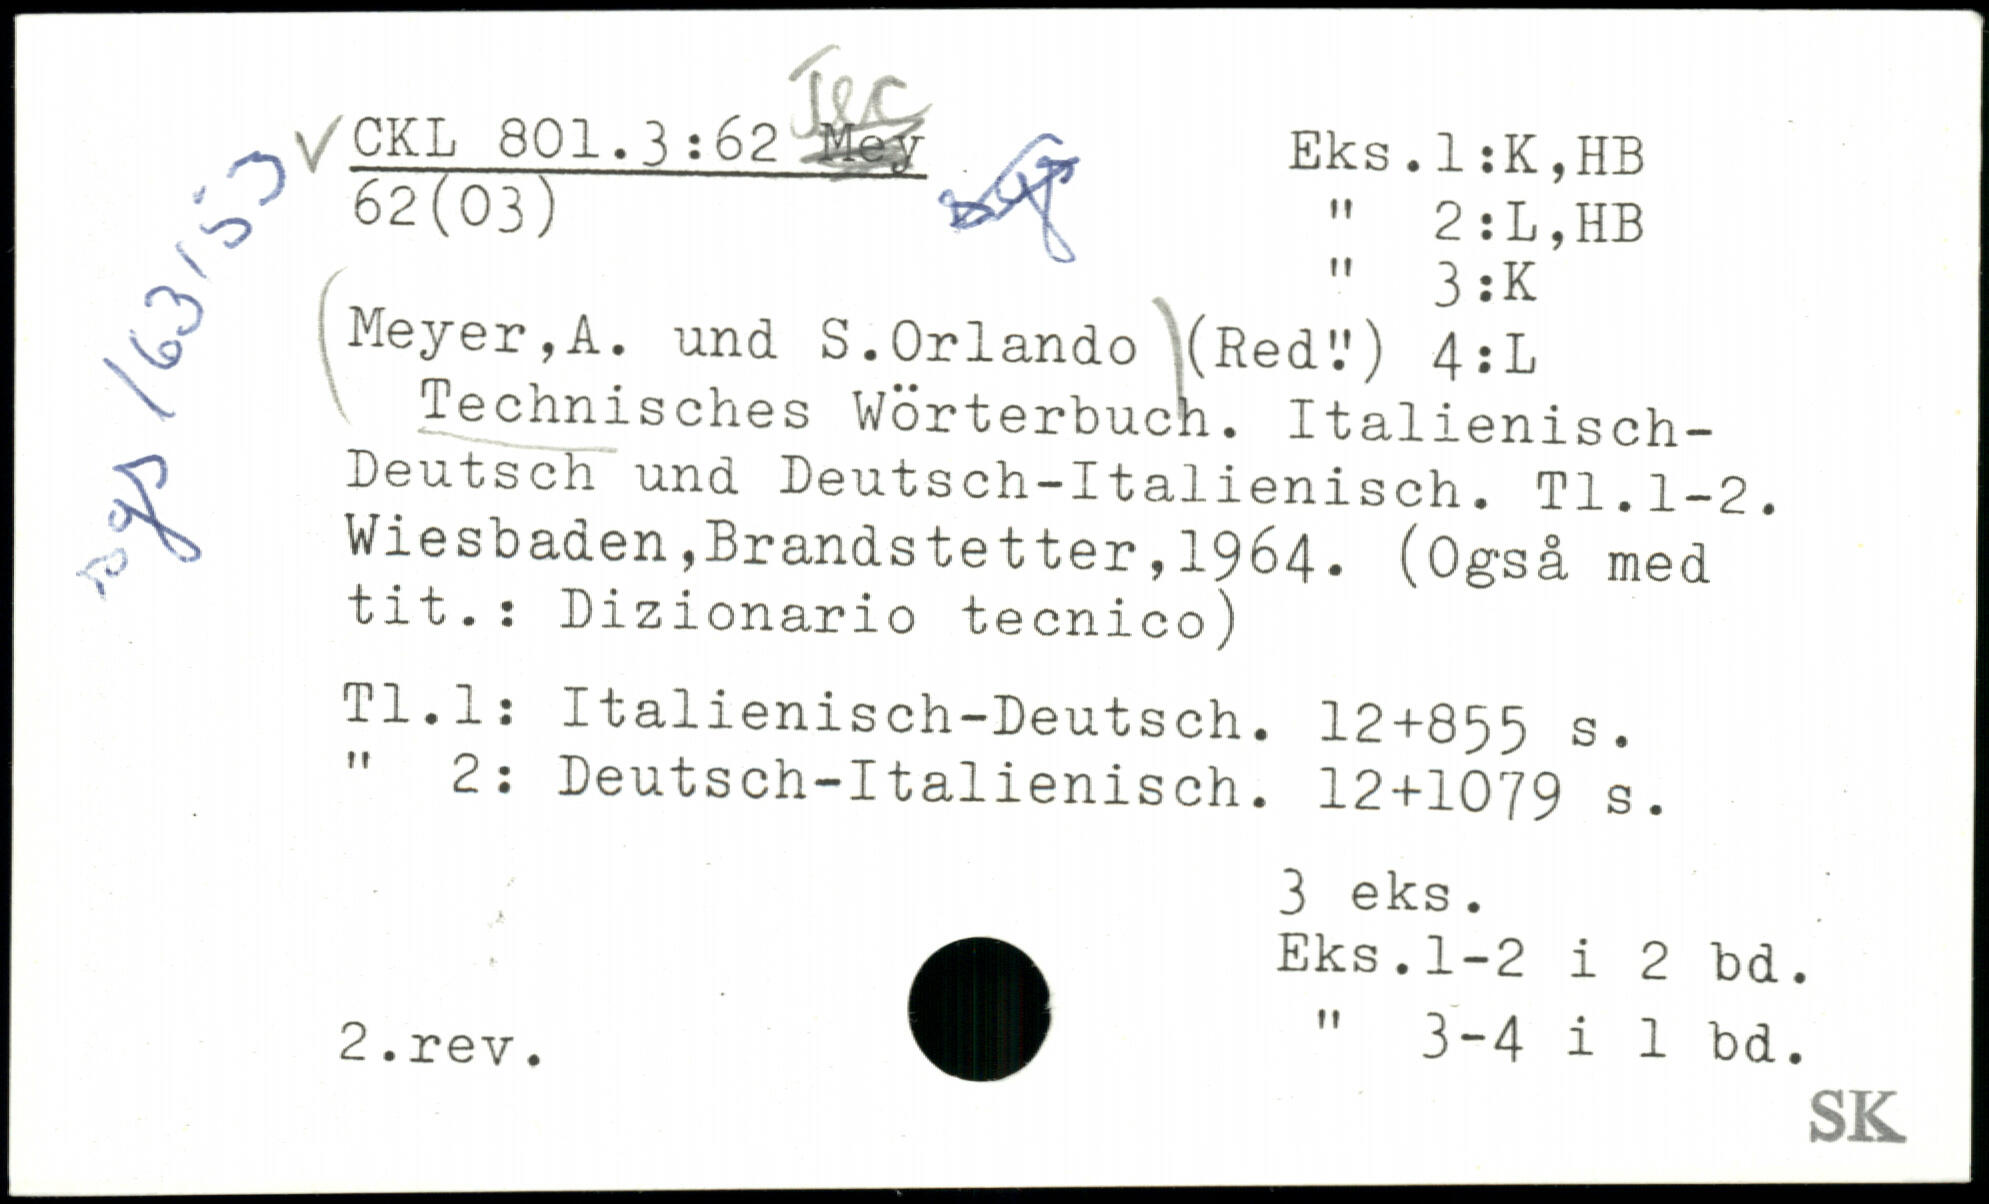 Tec
CKL 801.3:62 Mey
62(03)
Eks.1:K,HB
" 2:L,HB
" 3:K
Meyer,A. und S.Orlando (Red.) " 4:L
Technisches Wörterbuch. Italienisch-
Deutsch und Deutsch-Italienisch. Tl.1-2.
Wiesbaden,Brandstetter,1964. (Også med
tit.: Dizionario tecnico)
Tl.1: Italienisch-Deutsch. 12+855 s.
" 2: Deutsch-Italienisch. 12+1079 s.
3 eks.
Eks.1-2 i 2 bd.
" 3-4 i 1 bd.
2.rev.
SK